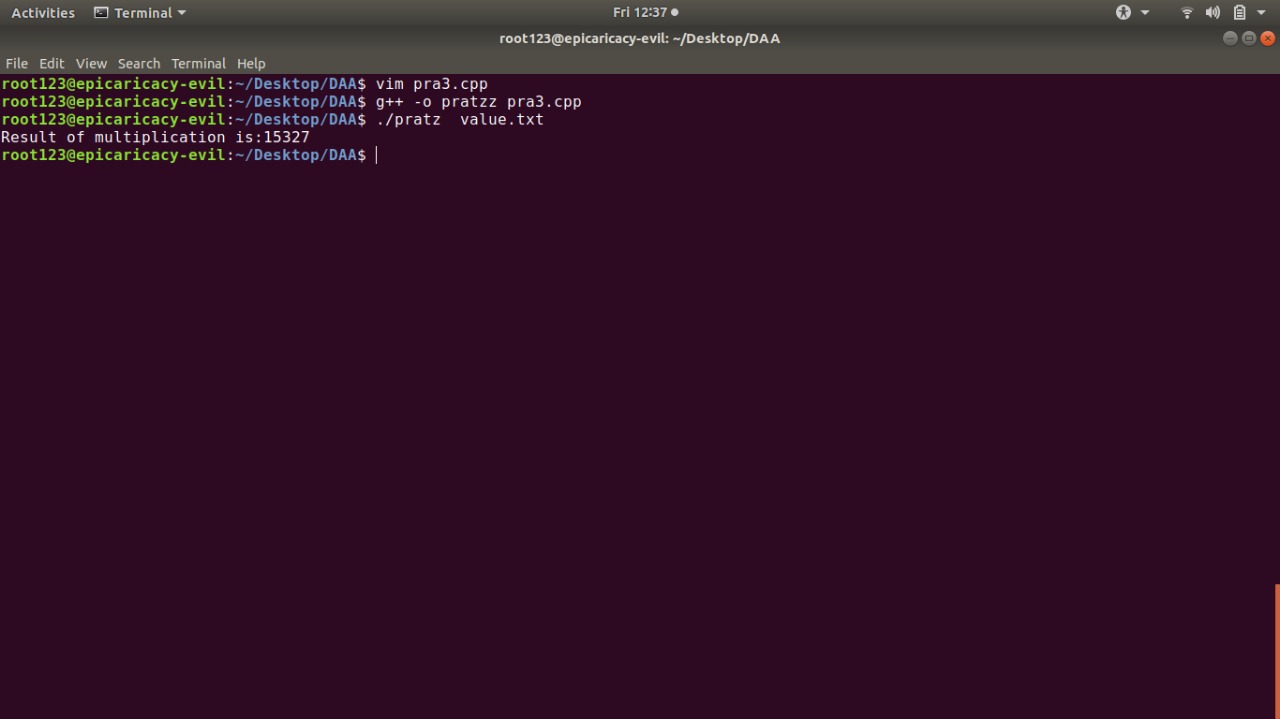 Activities Terminal Fri 12:37
root123@epicaricacy-evil: ~/Desktop/DAA
File Edit View Search Terminal Help
root123@epicaricacy-evil:~/Desktop/DAA$ vim pra3.cpp
root123@epicaricacy-evil:~/Desktop/DAA$ g++ -o pratzz pra3.cpp
root123@epicaricacy-evil:~/Desktop/DAA$ ./pratz  value.txt
Result of multiplication is:15327
root123@epicaricacy-evil:~/Desktop/DAA$